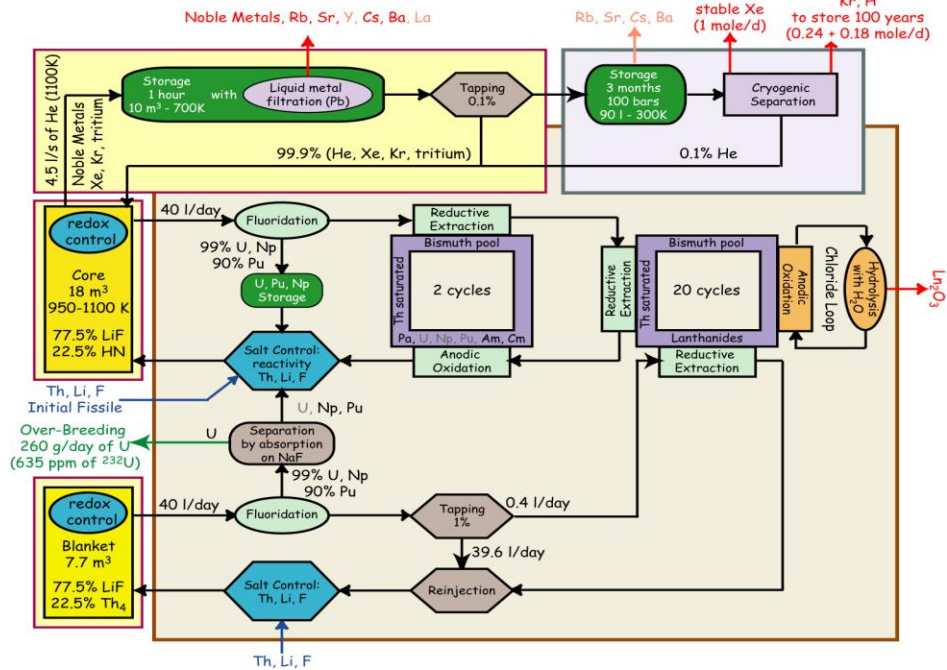 Noble Metals, Rb, Sr, Y, Cs, Ba, La
Rb, Sr, Cs, Ba
stable Xe
(1 mole/d)
Kr, H
to store 100 years
(0.24 + 0.18 mole/d)
4.5 l/s of He (1100K)
Noble Metals
Xe, Kr, tritium
Storage
1 hour
10 m³ - 700K
with
Liquid metal
filtration (Pb)
Tapping
0.1%
Storage
3 months
100 bars
90 l - 300K
Cryogenic
Separation
99.9% (He, Xe, Kr, tritium)
0.1% He
redox
control
Core
18 m³
950-1100 K
77.5% LiF
22.5% HN
40 l/day
Fluoridation
99% U, Np
90% Pu
U, Pu, Np
Storage
Salt Control:
reactivity
Th, Li, F
Th, Li, F
Initial Fissile
Reductive
Extraction
Bismuth pool
Th saturated
2 cycles
Pa, U, Np, Pu, Am, Cm
Anodic
Oxidation
Reductive
Extraction
Bismuth pool
Th saturated
20 cycles
Lanthanides
Reductive
Extraction
Anodic
Oxidation
Chloride Loop
Hydrolysis
with H₂O
Ln₂O₃
U, Np, Pu
Over-Breeding
260 g/day of U
(635 ppm of ²³²U)
U
Separation
by absorption
on NaF
99% U, Np
90% Pu
redox
control
Blanket
7.7 m³
77.5% LiF
22.5% Th₄
40 l/day
Fluoridation
Tapping
1%
0.4 l/day
39.6 l/day
Reinjection
Salt Control:
Th, Li, F
Th, Li, F